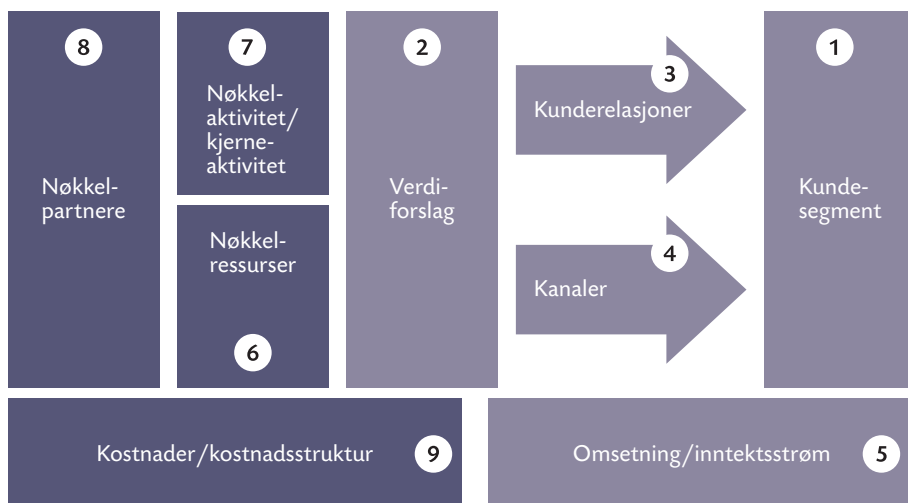 8
Nøkkel-
partnere
7
Nøkkel-
aktivitet/
kjerne-
aktivitet
Nøkkel-
ressurser
6
2
Verdi-
forslag
3
Kunderelasjoner
4
Kanaler
1
Kunde-
segment
Kostnader/kostnadsstruktur 9
Omsetning/inntektsstrøm 5